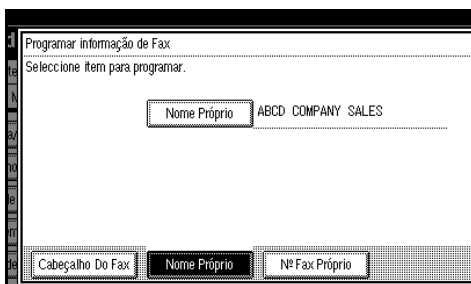 Programar informação de Fax
Seleccione ítem para programar.
Nome Próprio ABCD COMPANY SALES
Cabeçalho Do Fax Nome Próprio Nº Fax Próprio